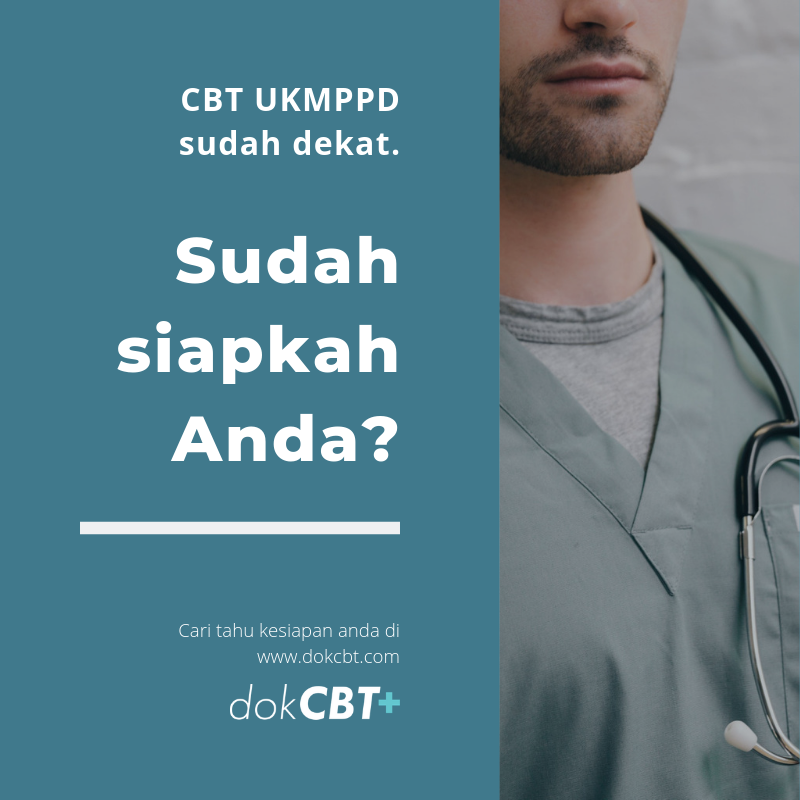 CBT UKMPPD
sudah dekat.
Sudah
siapkah
Anda?
Cari tahu kesiapan anda di
www.dokcbt.com
dokCBT+